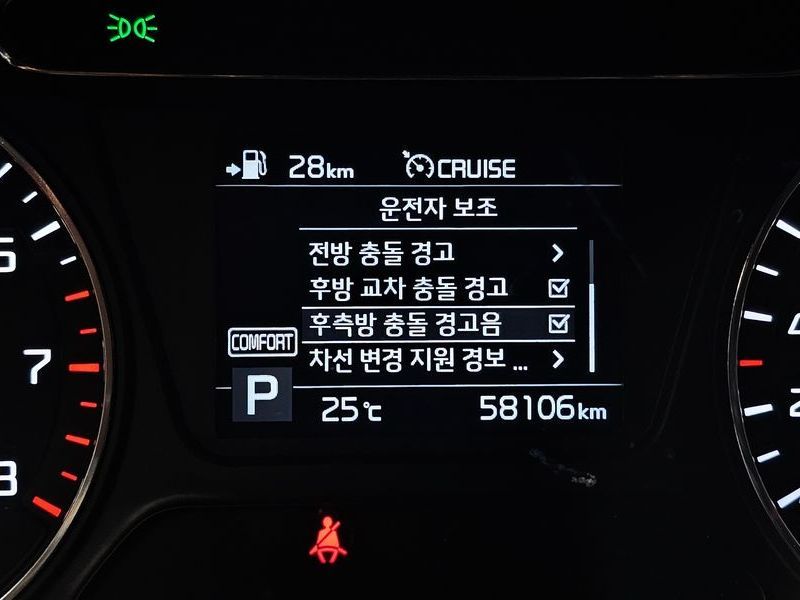 28km CRUISE
운전자 보조
전방 충돌 경고
후방 교차 충돌 경고
후측방 충돌 경고음
차선 변경 지원 경보 ...
COMFORT
P 25℃ 58106km
7
8